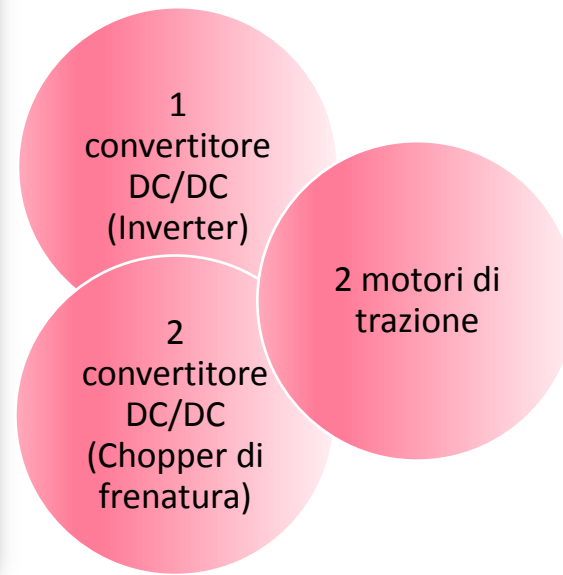 1
convertitore
DC/DC
(Inverter)
2 motori di
trazione
2
convertitore
DC/DC
(Chopper di
frenatura)